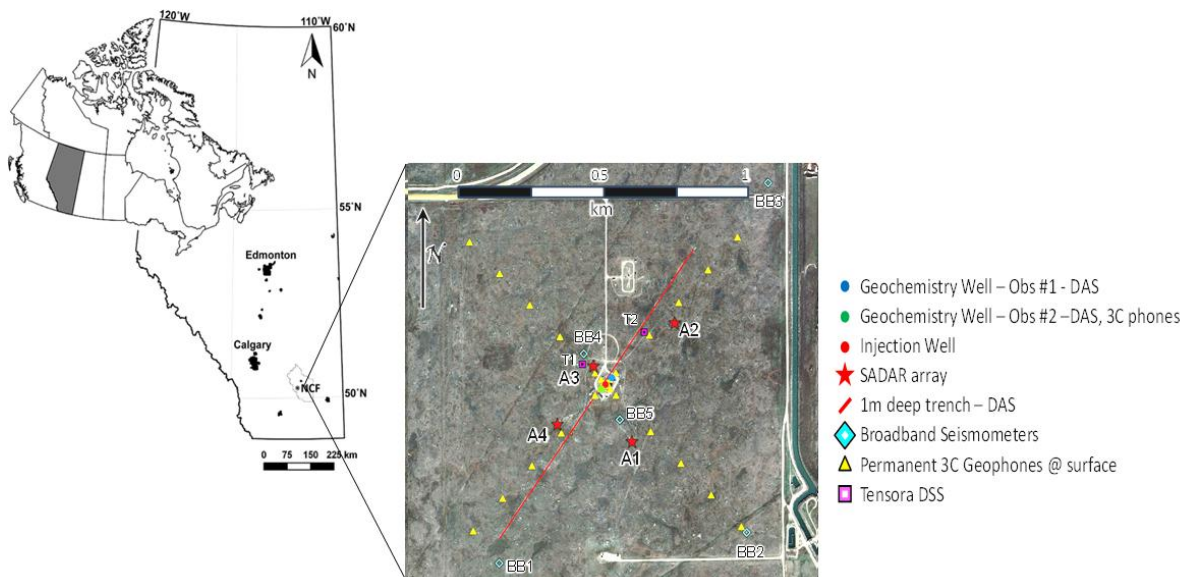 120˚W
110˚W
60˚N
N
55˚N
Edmonton
Calgary
50˚N
NCF
0 75 150 225 km
0 0.5 1
km
N
BB3
T2
A2
BB4
T1
A3
BB5
A4
A1
BB2
BB1
Geochemistry Well – Obs #1 - DAS
Geochemistry Well – Obs #2 –DAS, 3C phones
Injection Well
SADAR array
1m deep trench – DAS
Broadband Seismometers
Permanent 3C Geophones @ surface
Tensora DSS